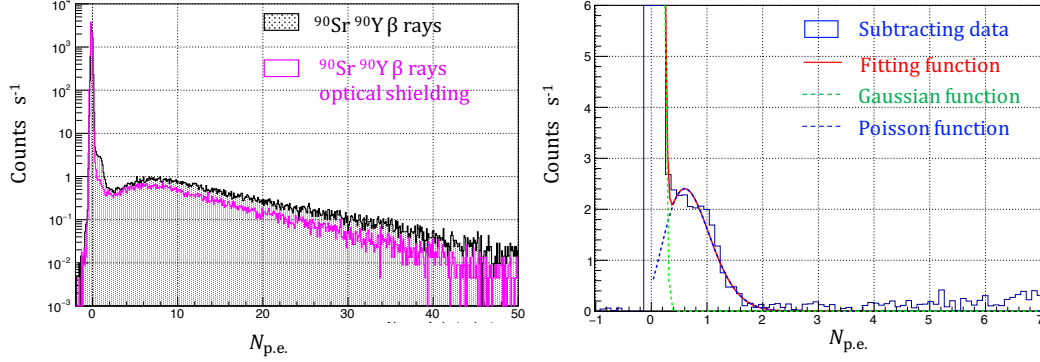 10⁴
10³
10²
10
1
10⁻¹
10⁻²
10⁻³
0 10 20 30 40 50
Counts s⁻¹
N p.e.
⁹⁰Sr ⁹⁰Y β rays
⁹⁰Sr ⁹⁰Y β rays
optical shielding
6
5
4
3
2
1
0
-1 0 1 2 3 4 5 6 7
Counts s⁻¹
N p.e.
Subtracting data
Fitting function
Gaussian function
Poisson function